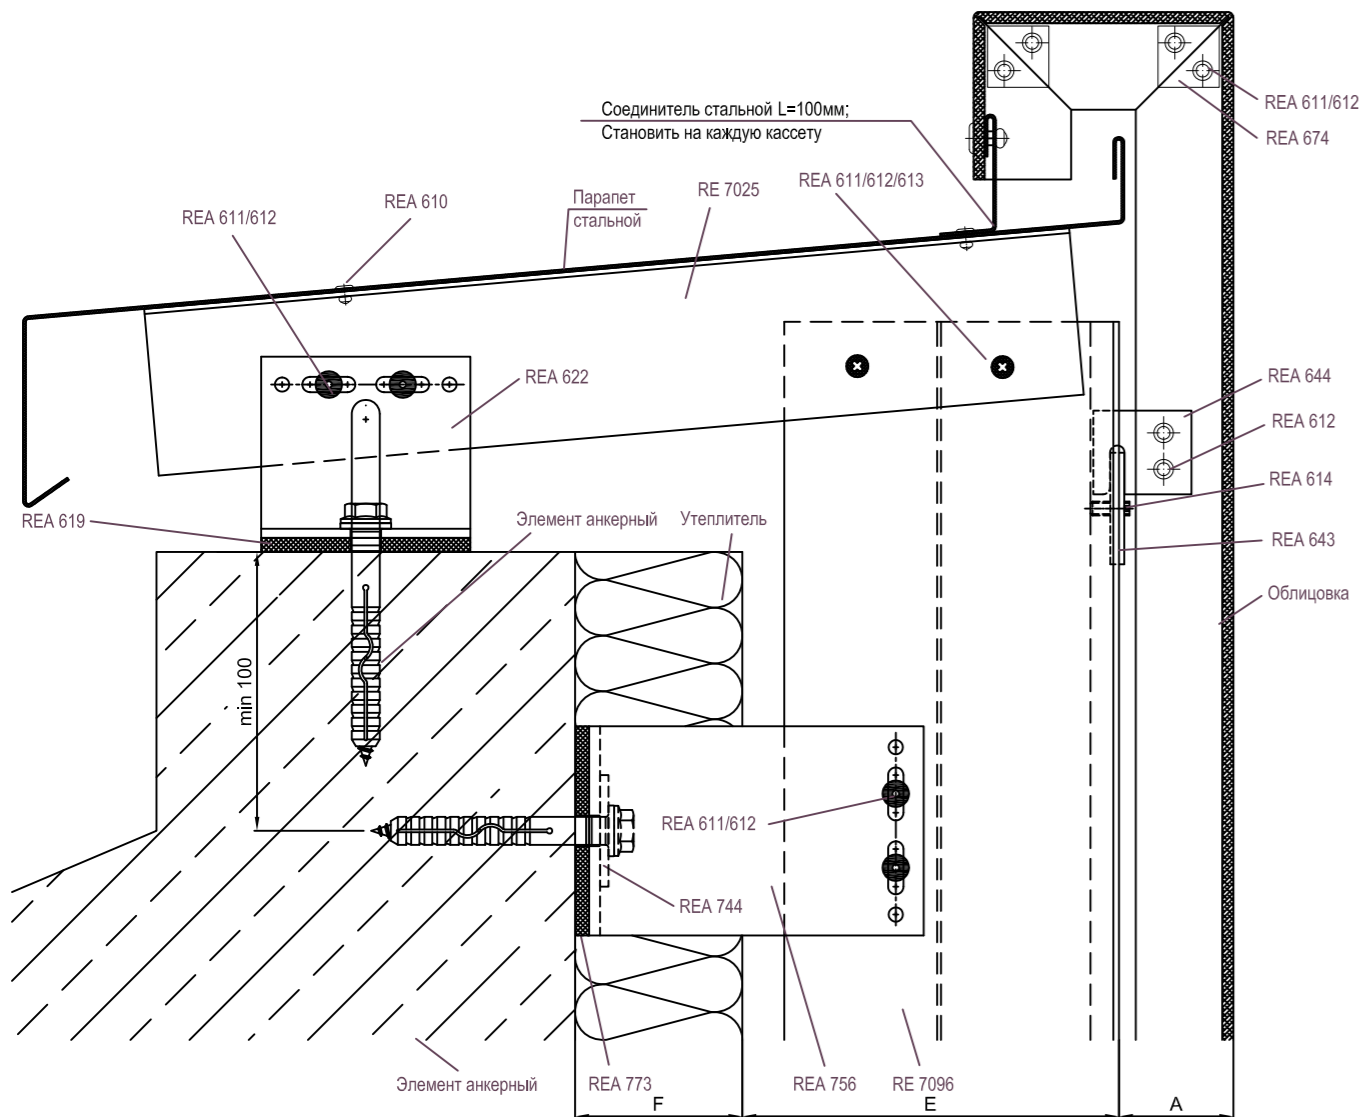 REA 611/612
REA 674
Соединитель стальной L=100мм;
Становить на каждую кассету
REA 611/612
REA 610
Парапет
стальной
RE 7025
REA 611/612/613
REA 622
REA 644
REA 612
REA 614
REA 643
Облицовка
REA 619
Элемент анкерный
Утеплитель
min 100
REA 611/612
REA 744
Элемент анкерный
REA 773
REA 756
RE 7096
F
E
A